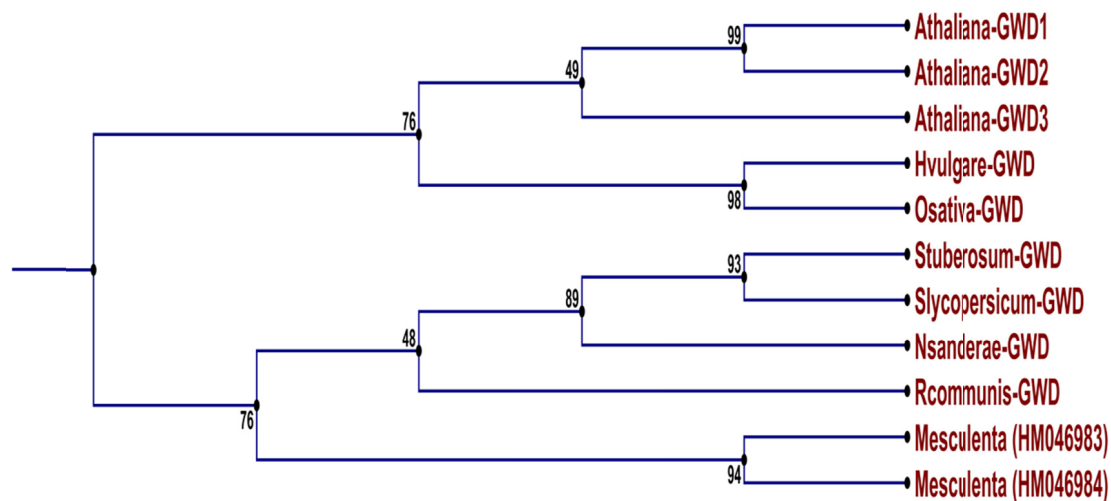 Athaliana-GWD1
99
Athaliana-GWD2
49
Athaliana-GWD3
76
Hvulgare-GWD
98
Osativa-GWD
Stuberosum-GWD
93
Slycopersicum-GWD
89
Nsanderae-GWD
48
Rcommunis-GWD
76
Mesculenta (HM046983)
94
Mesculenta (HM046984)